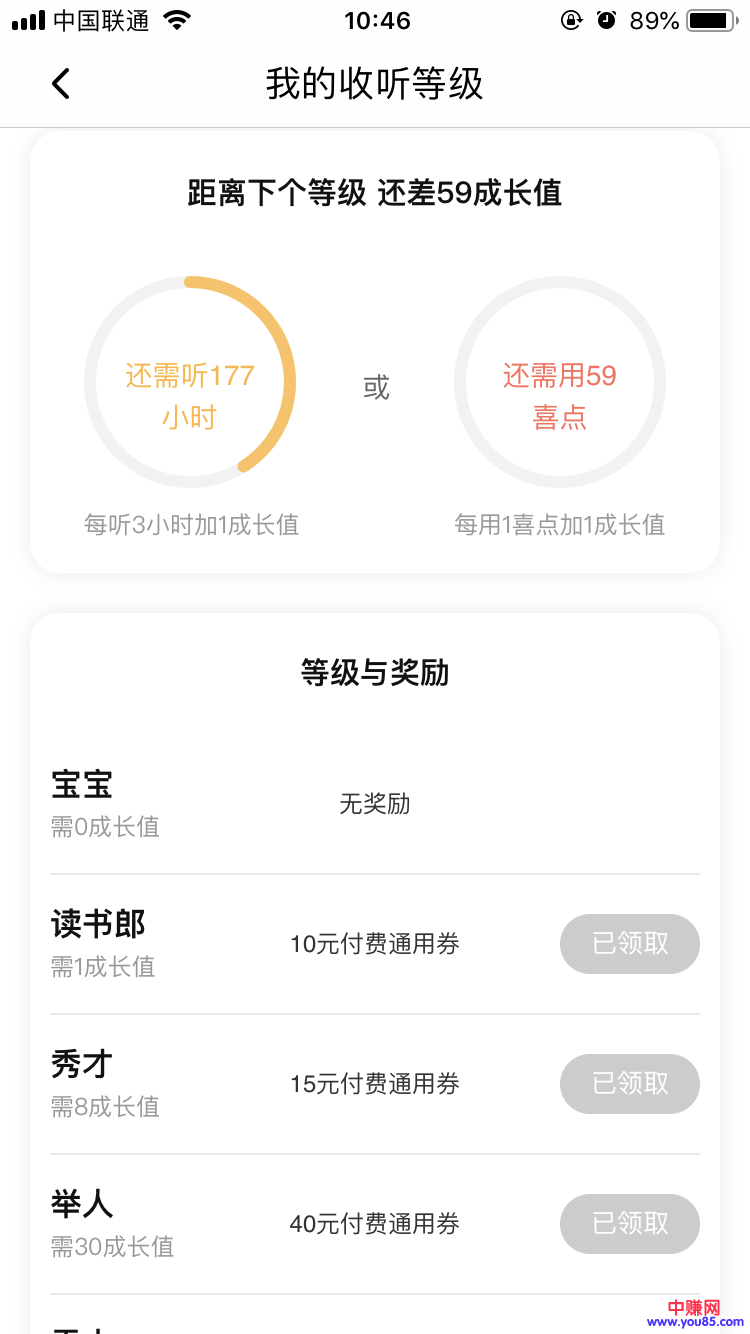 中国联通 10:46 89%
我的收听等级
距离下个等级 还差59成长值
还需听177
小时
或
还需用59
喜点
每听3小时加1成长值
每用1喜点加1成长值
等级与奖励
宝宝
需0成长值
无奖励
读书郎
需1成长值
10元付费通用券
已领取
秀才
需8成长值
15元付费通用券
已领取
举人
需30成长值
40元付费通用券
已领取
中赚网
www.you85.com